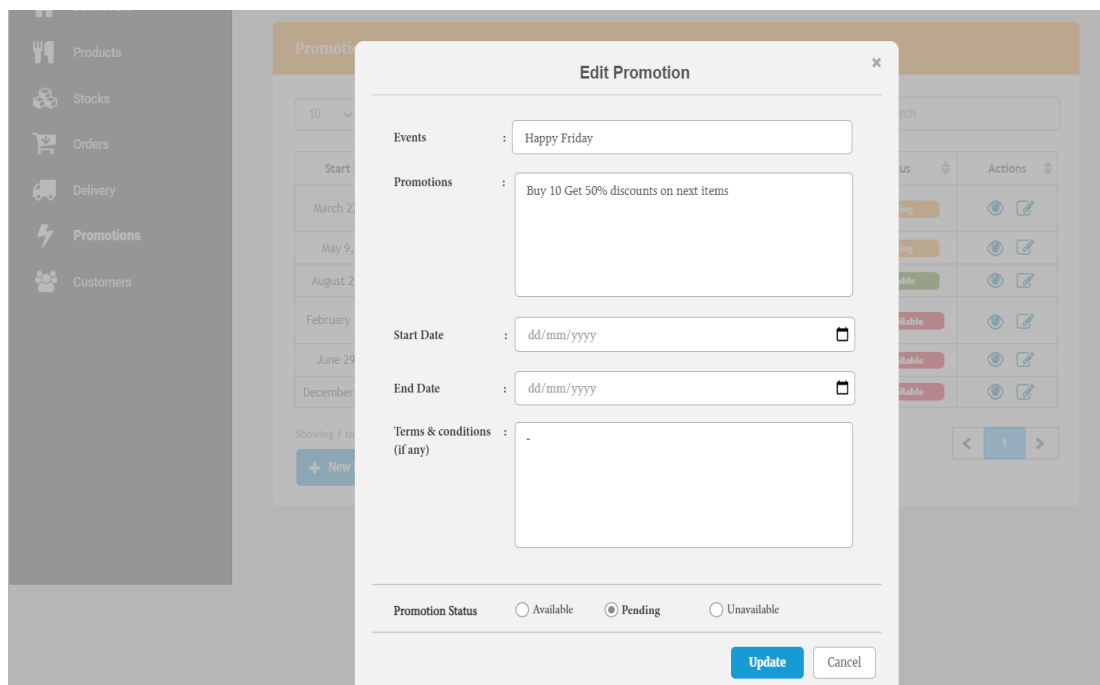 Products
Stocks
Orders
Delivery
Promotions
Customers
Edit Promotion
×
Events : Happy Friday
Promotions : Buy 10 Get 50% discounts on next items
Start Date : dd/mm/yyyy
End Date : dd/mm/yyyy
Terms & conditions : -
(if any)
Promotion Status Available Pending Unavailable
Update Cancel
10
Start
Actions
March
May 9,
August
February
June 29
December
Showing 1 to
+ New
< 1 >